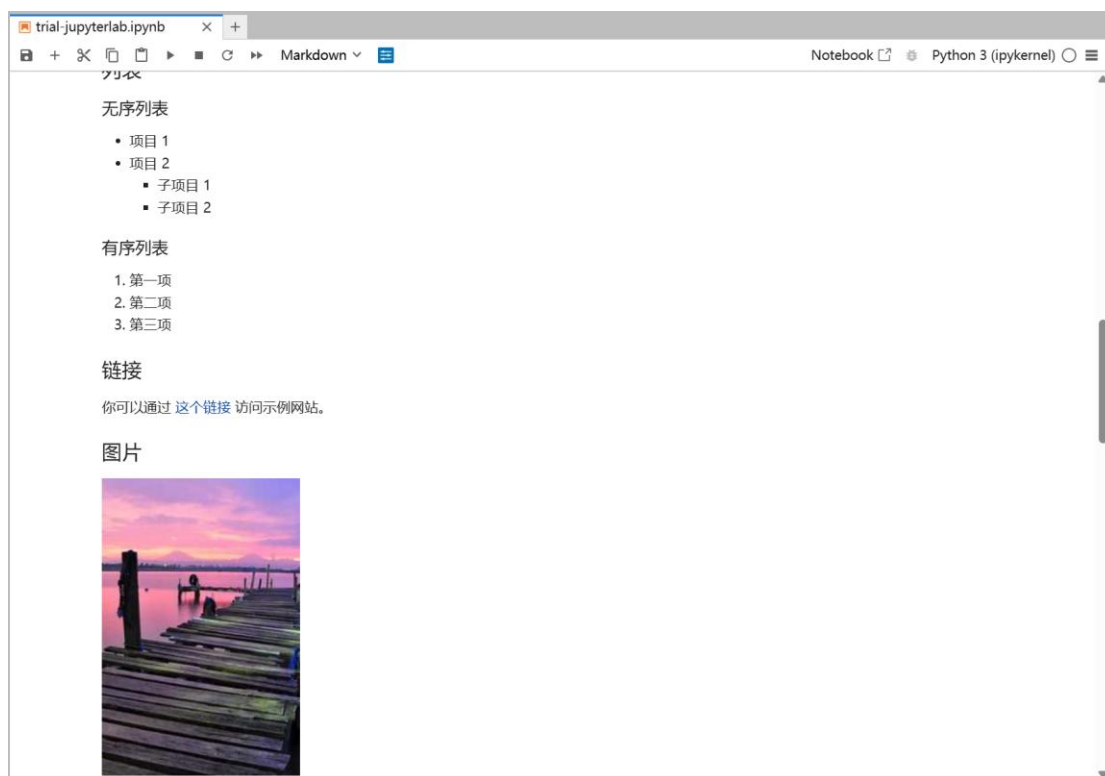 trial-jupyterlab.ipynb
Markdown
Notebook
Python 3 (ipykernel)
列表
无序列表
项目 1
项目 2
子项目 1
子项目 2
有序列表
1. 第一项
2. 第二项
3. 第三项
链接
你可以通过 这个链接 访问示例网站。
图片